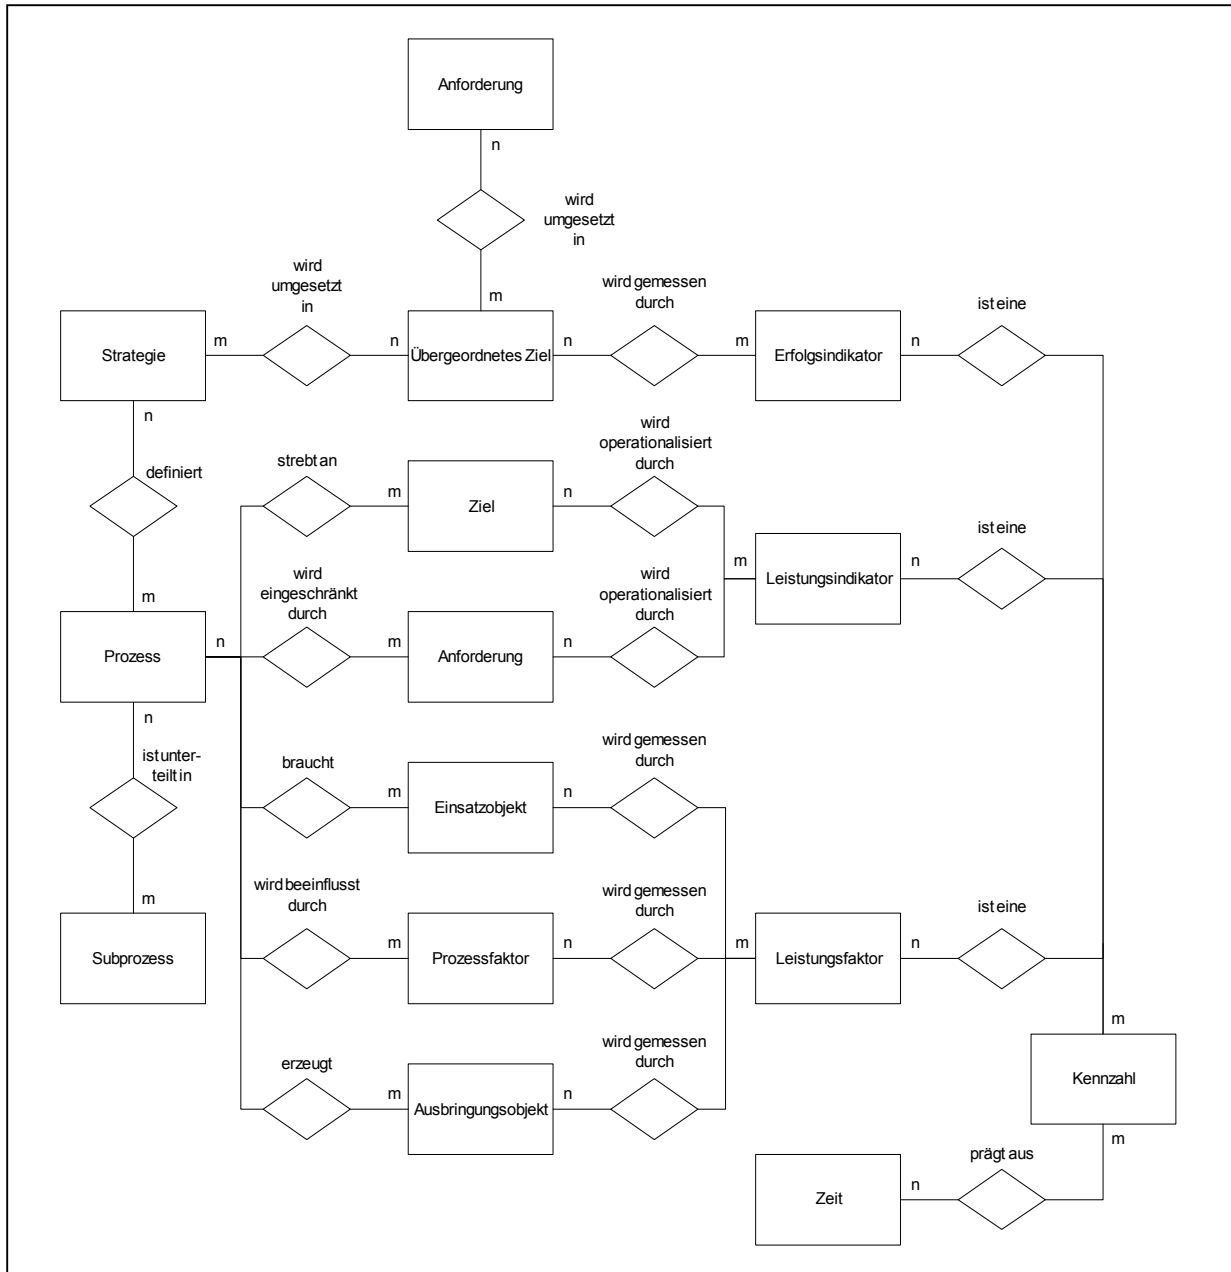 Anforderung
n
wird
umgesetzt
in
m
wird
umgesetzt
in
wird gemessen
durch
ist eine
Strategie
m
n
Übergeordnetes Ziel
n
m
Erfolgsindikator
n
n
definiert
m
strebt an
m
Ziel
n
wird
operationalisiert
durch
wird
eingeschränkt
durch
wird
operationalisiert
durch
m
Leistungsindikator
n
ist eine
Prozess
n
m
Anforderung
n
n
ist unter-
teilt in
m
braucht
m
Einsatzobjekt
n
wird gemessen
durch
Subprozess
wird beeinflusst
durch
m
Prozessfaktor
n
wird gemessen
durch
m
Leistungsfaktor
n
ist eine
erzeugt
m
Ausbringungsobjekt
n
wird gemessen
durch
m
Kennzahl
m
Zeit
n
prägt aus